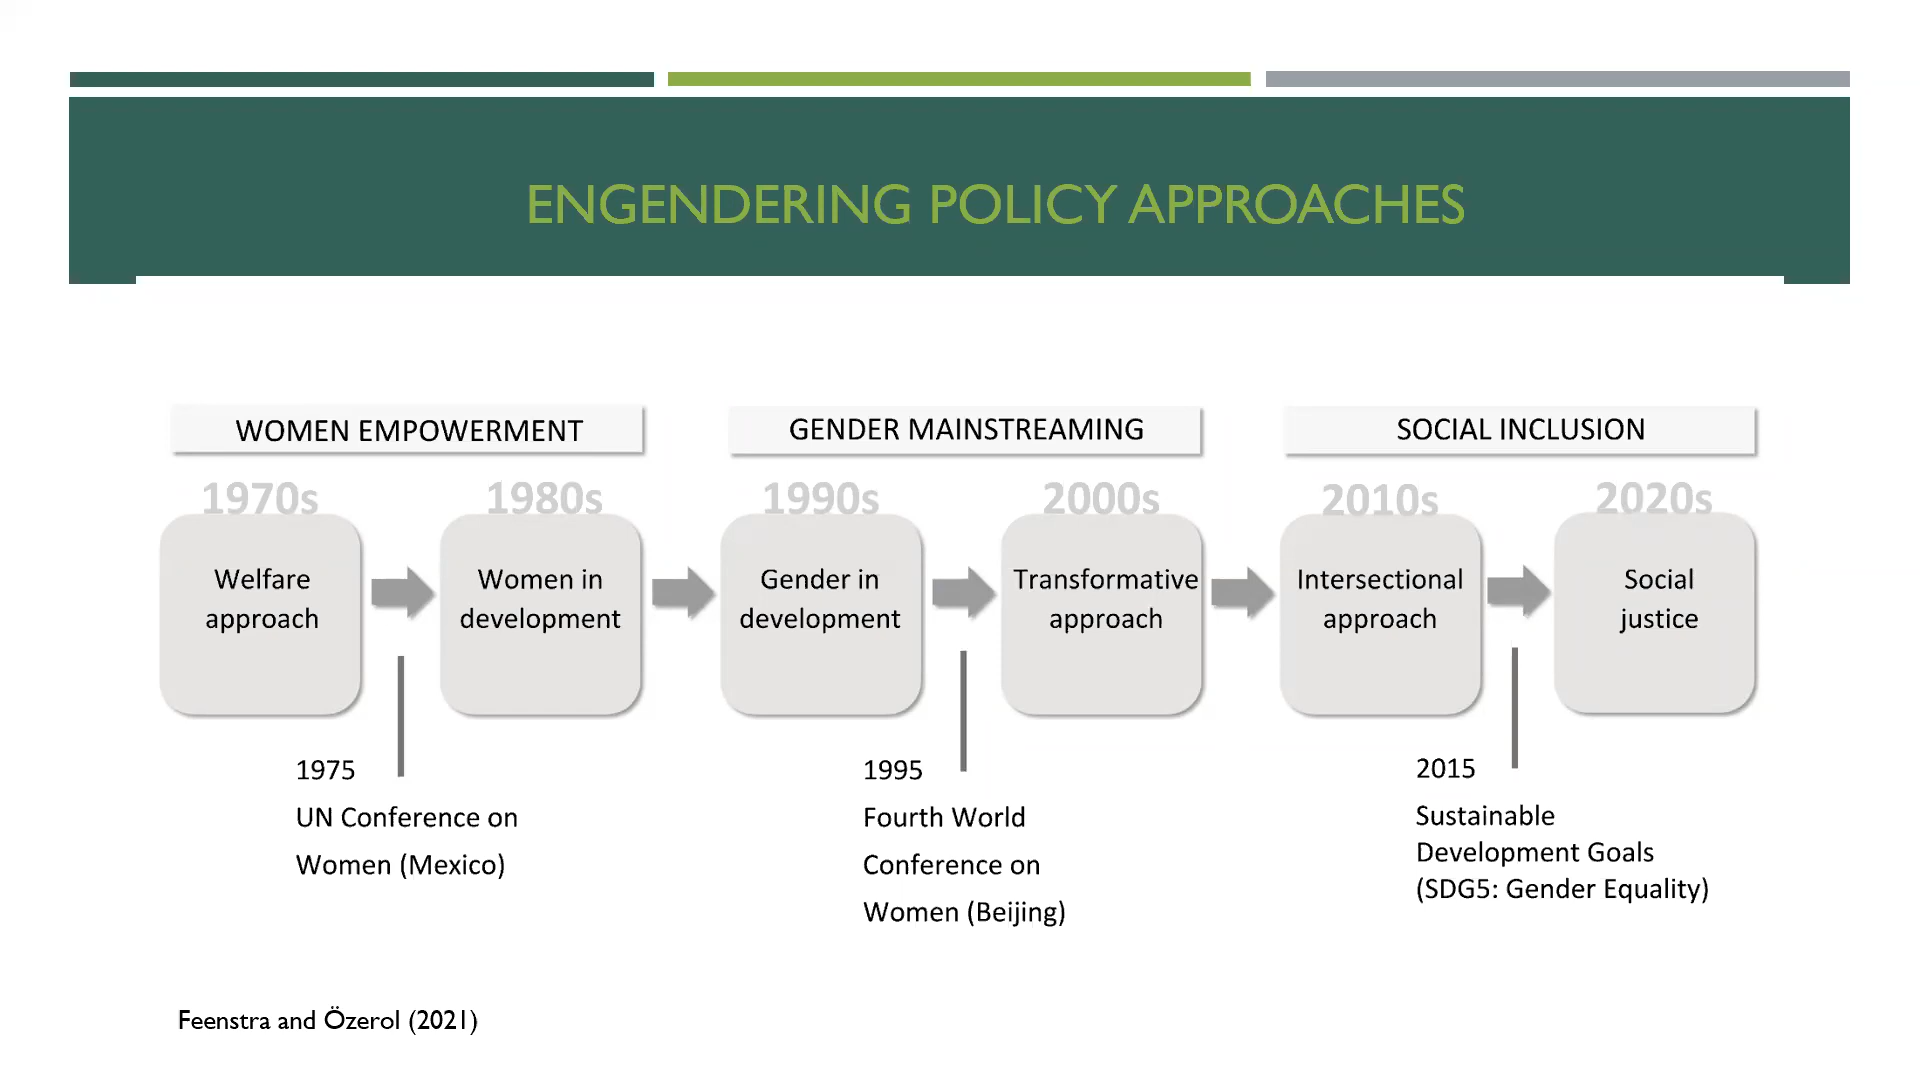 ENGENDERING POLICY APPROACHES
WOMEN EMPOWERMENT
GENDER MAINSTREAMING
SOCIAL INCLUSION
1970s
1980s
1990s
2000s
2010s
2020s
Welfare
approach
Women in
development
Gender in
development
Transformative
approach
Intersectional
approach
Social
justice
1975
UN Conference on
Women (Mexico)
1995
Fourth World
Conference on
Women (Beijing)
2015
Sustainable
Development Goals
(SDG5: Gender Equality)
Feenstra and Özerol (2021)